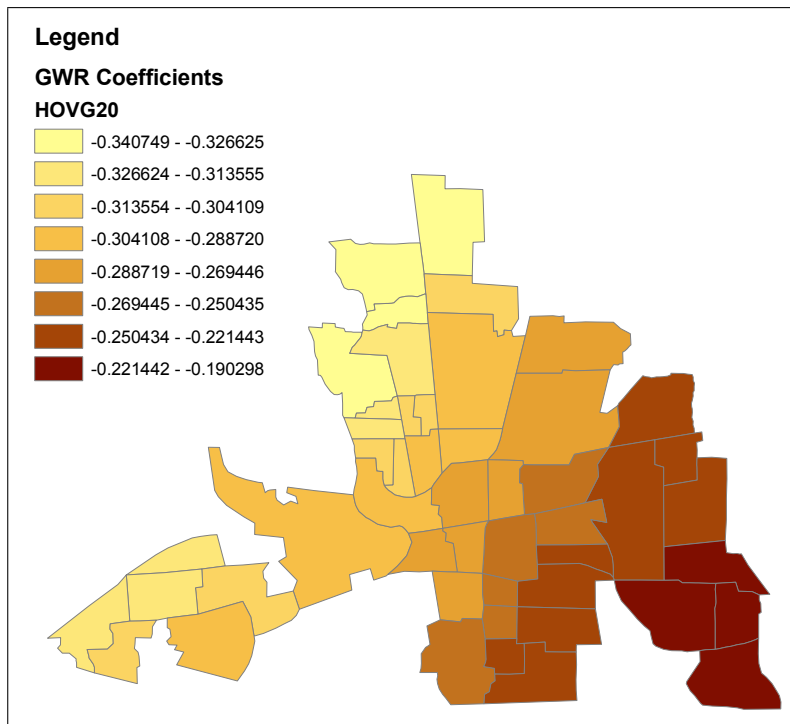 Legend
GWR Coefficients
HOVG20
-0.340749 - -0.326625
-0.326624 - -0.313555
-0.313554 - -0.304109
-0.304108 - -0.288720
-0.288719 - -0.269446
-0.269445 - -0.250435
-0.250434 - -0.221443
-0.221442 - -0.190298